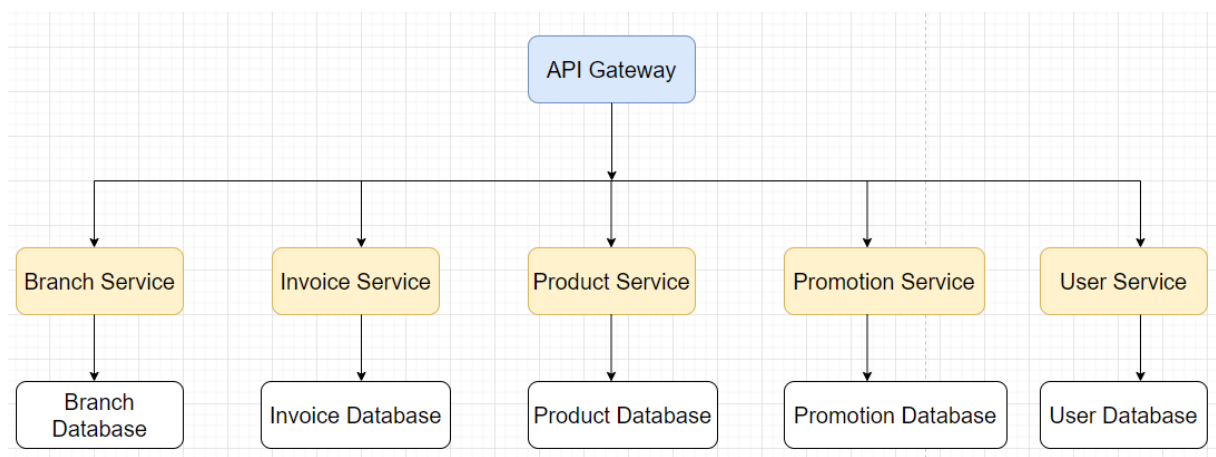 API Gateway
Branch Service
Invoice Service
Product Service
Promotion Service
User Service
Branch
Database
Invoice Database
Product Database
Promotion Database
User Database